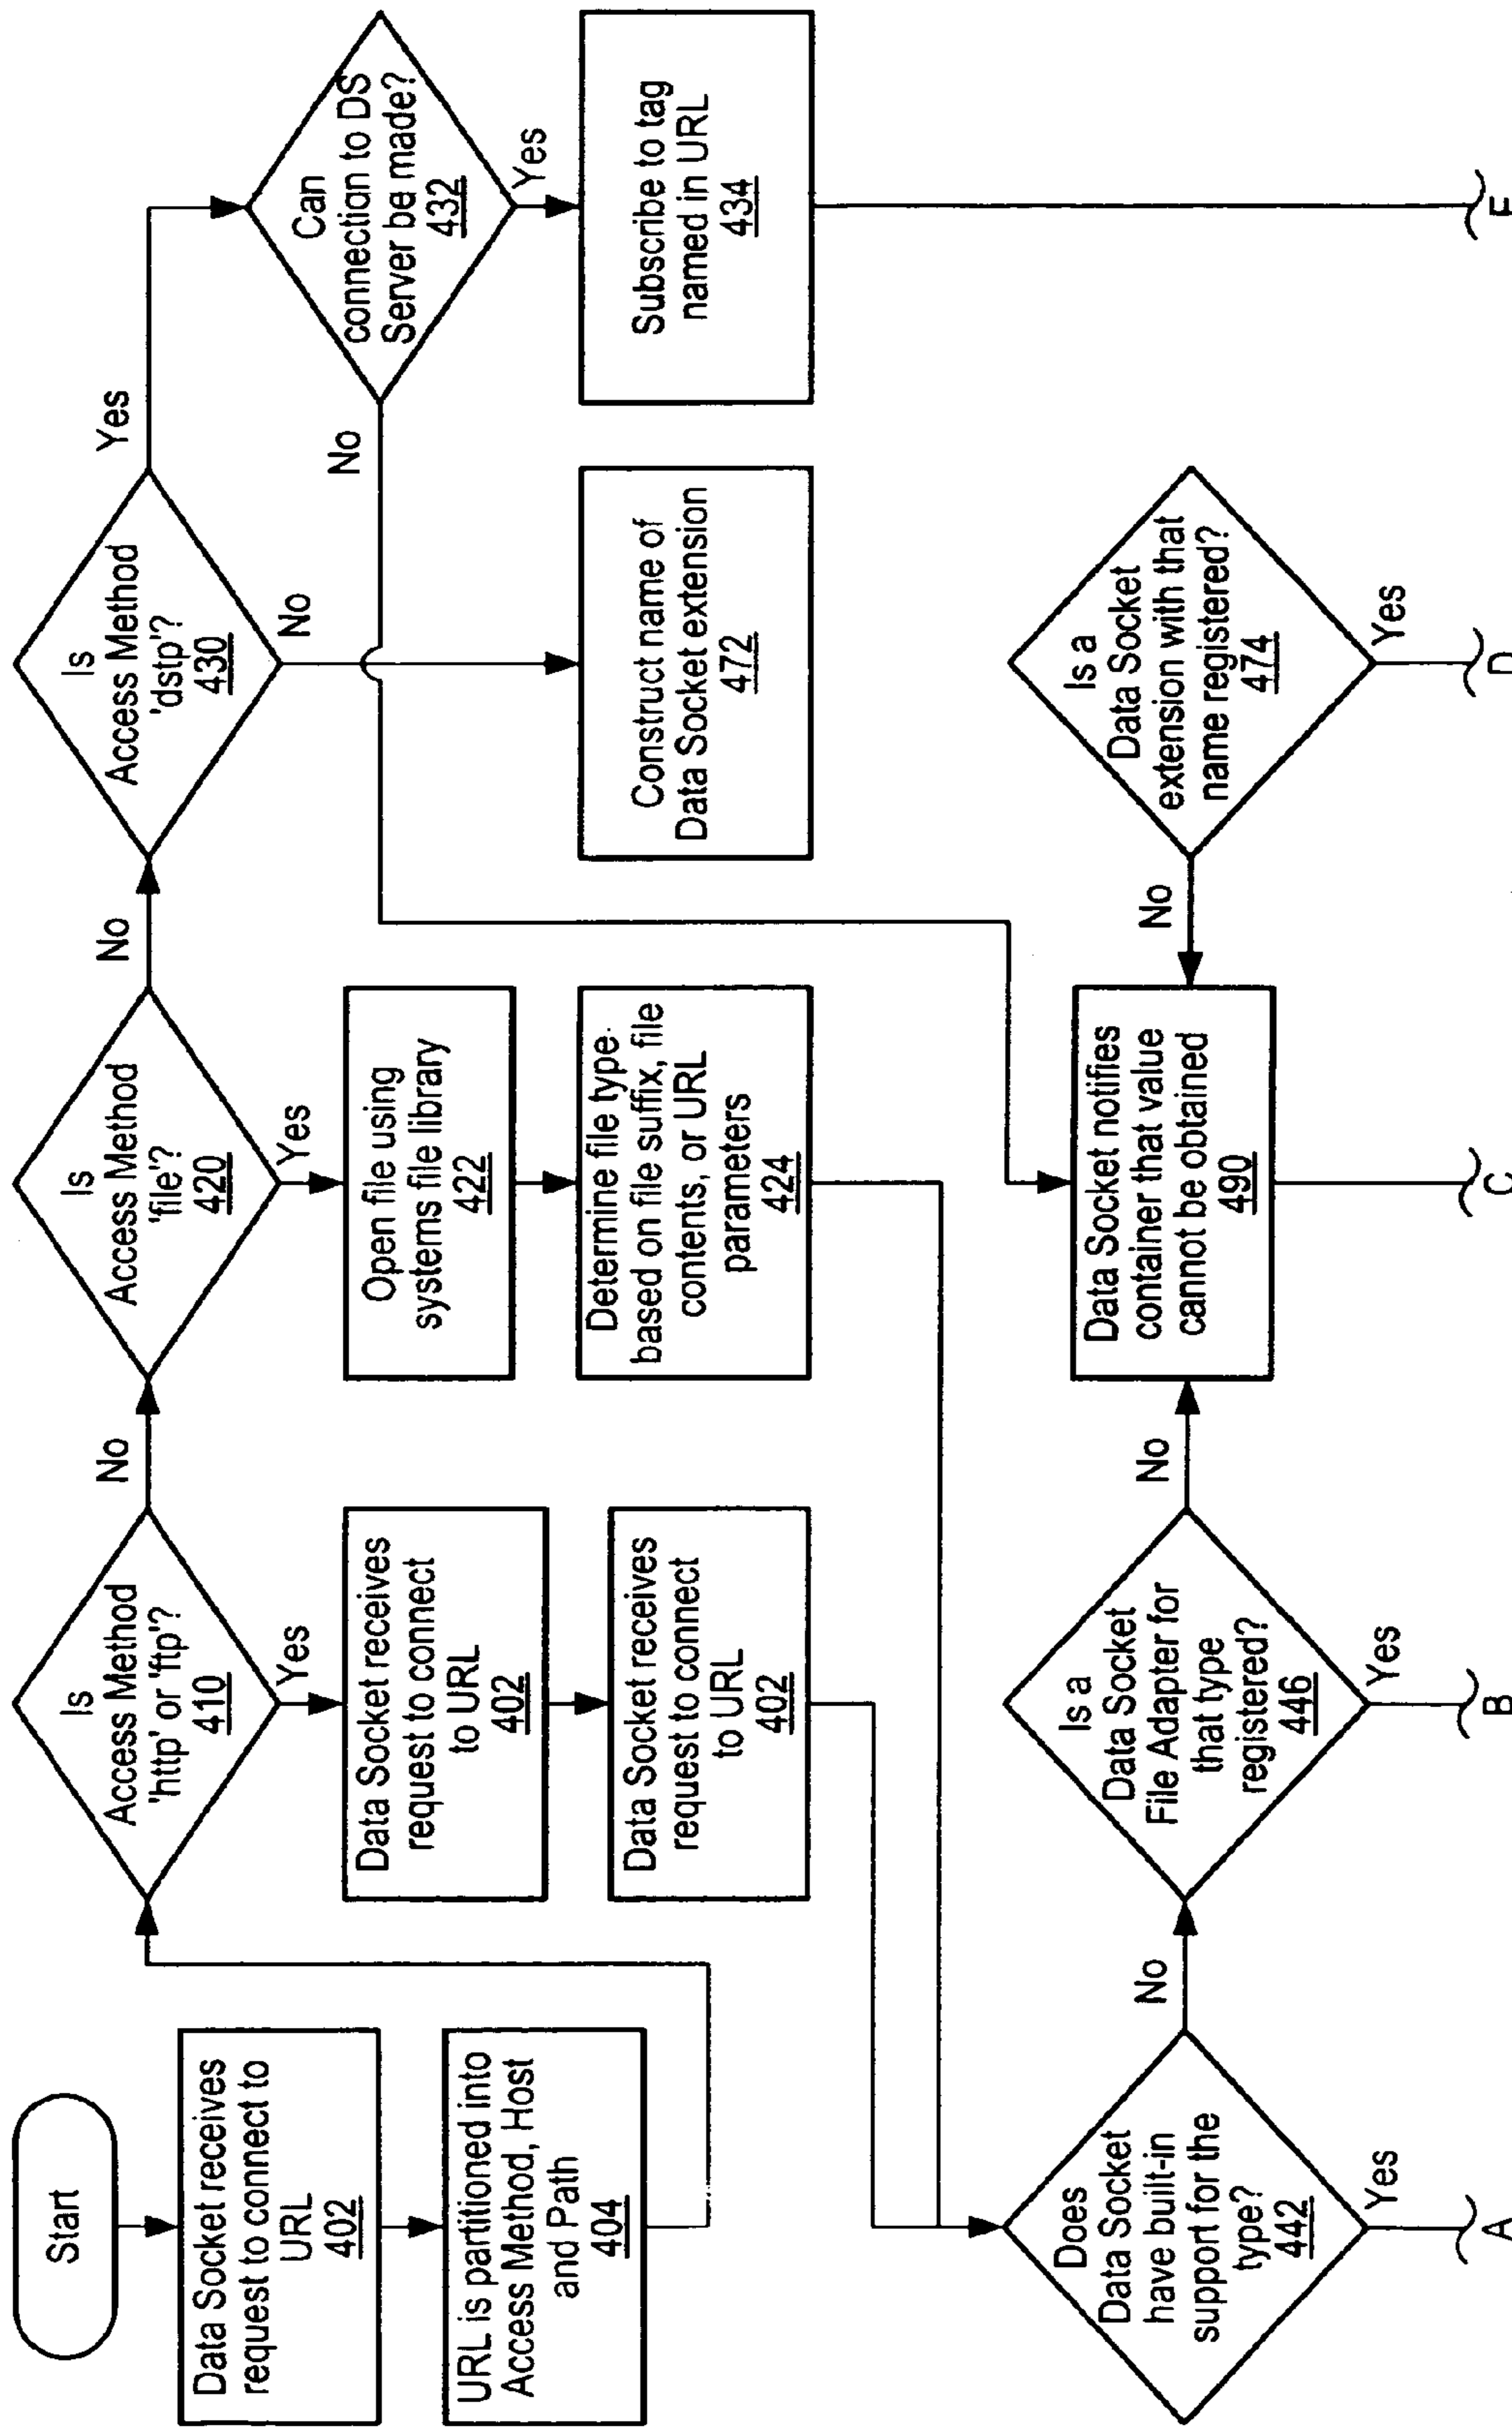 Start
Data Socket receives
request to connect to
URL
402
URL is partitioned into
Access Method, Host
and Path
404
Is
Access Method
'http' or 'ftp'?
410
No
Yes
Data Socket receives
request to connect
to URL
402
Data Socket receives
request to connect
to URL
402
Is
Access Method
'file'?
420
No
Yes
Open file using
systems file library
422
Determine file type
based on file suffix, file
contents, or URL
parameters
424
Is
Access Method
'dstp'?
430
Yes
No
Construct name of
Data Socket extension
472
Can
connection to DS
Server be made?
432
No
Yes
Subscribe to tag
named in URL
434
Does
Data Socket
have built-in
support for the
type?
442
No
Yes
A
Is a
Data Socket
File Adapter for
that type
registered?
446
No
Yes
B
Data Socket notifies
container that value
cannot be obtained
490
C
Is a
Data Socket
extension with that
name registered?
474
No
Yes
D